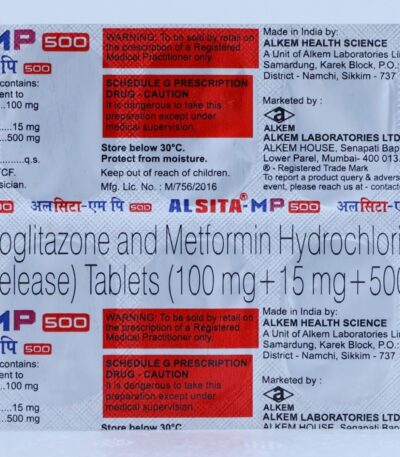 MP 500
एम पि 500
contains:
...100 mg
....15 mg
...500 mg
........q.s.
TCF.
WARNING: To be sold by retail on
the prescription of a Registered
Medical Practitioner only.
SCHEDULE G PRESCRIPTION
DRUG - CAUTION
It is dangerous to take this
preparation except under
medical supervision.
Store below 30°C.
Protect from moisture.
Keep out of reach of children.
Mfg. Lic. No.: M/756/2016
Made in India by:
ALKEM HEALTH SCIENCE
A Unit of Alkem Laboratories
Samardung, Karek Block, P.O.
District - Namchi, Sikkim - 737
Marketed by:
a
ALKEM
ALKEM LABORATORIES LTD
ALKEM HOUSE, Senapati Bap
Lower Parel, Mumbai- 400 013.
® - Registered Trade Mark
To report a product quality & adverse
event, please reach us at - contact
अलसिटा-एम पि 500 ALSITA-MP 500 अलसिटा-एम
oglitazone and Metformin Hydrochlori
elease) Tablets (100 mg+15 mg+500
MP 500
एम पि 500
contains:
...100 mg
....15 mg
...500 mg
WARNING: To be sold by retail on
the prescription of a Registered
Medical Practitioner only.
SCHEDULE G PRESCRIPTION
DRUG - CAUTION
It is dangerous to take this
preparation except under
medical supervision.
Store below 30°C.
Made in India by:
ALKEM HEALTH SCIENCE
A Unit of Alkem Laboratories
Samardung, Karek Block, P.O.
District - Namchi, Sikkim - 737
Marketed by:
a
ALKEM
ALKEM LABORATORIES LTD
ALKEM HOUSE, Senapati Bap